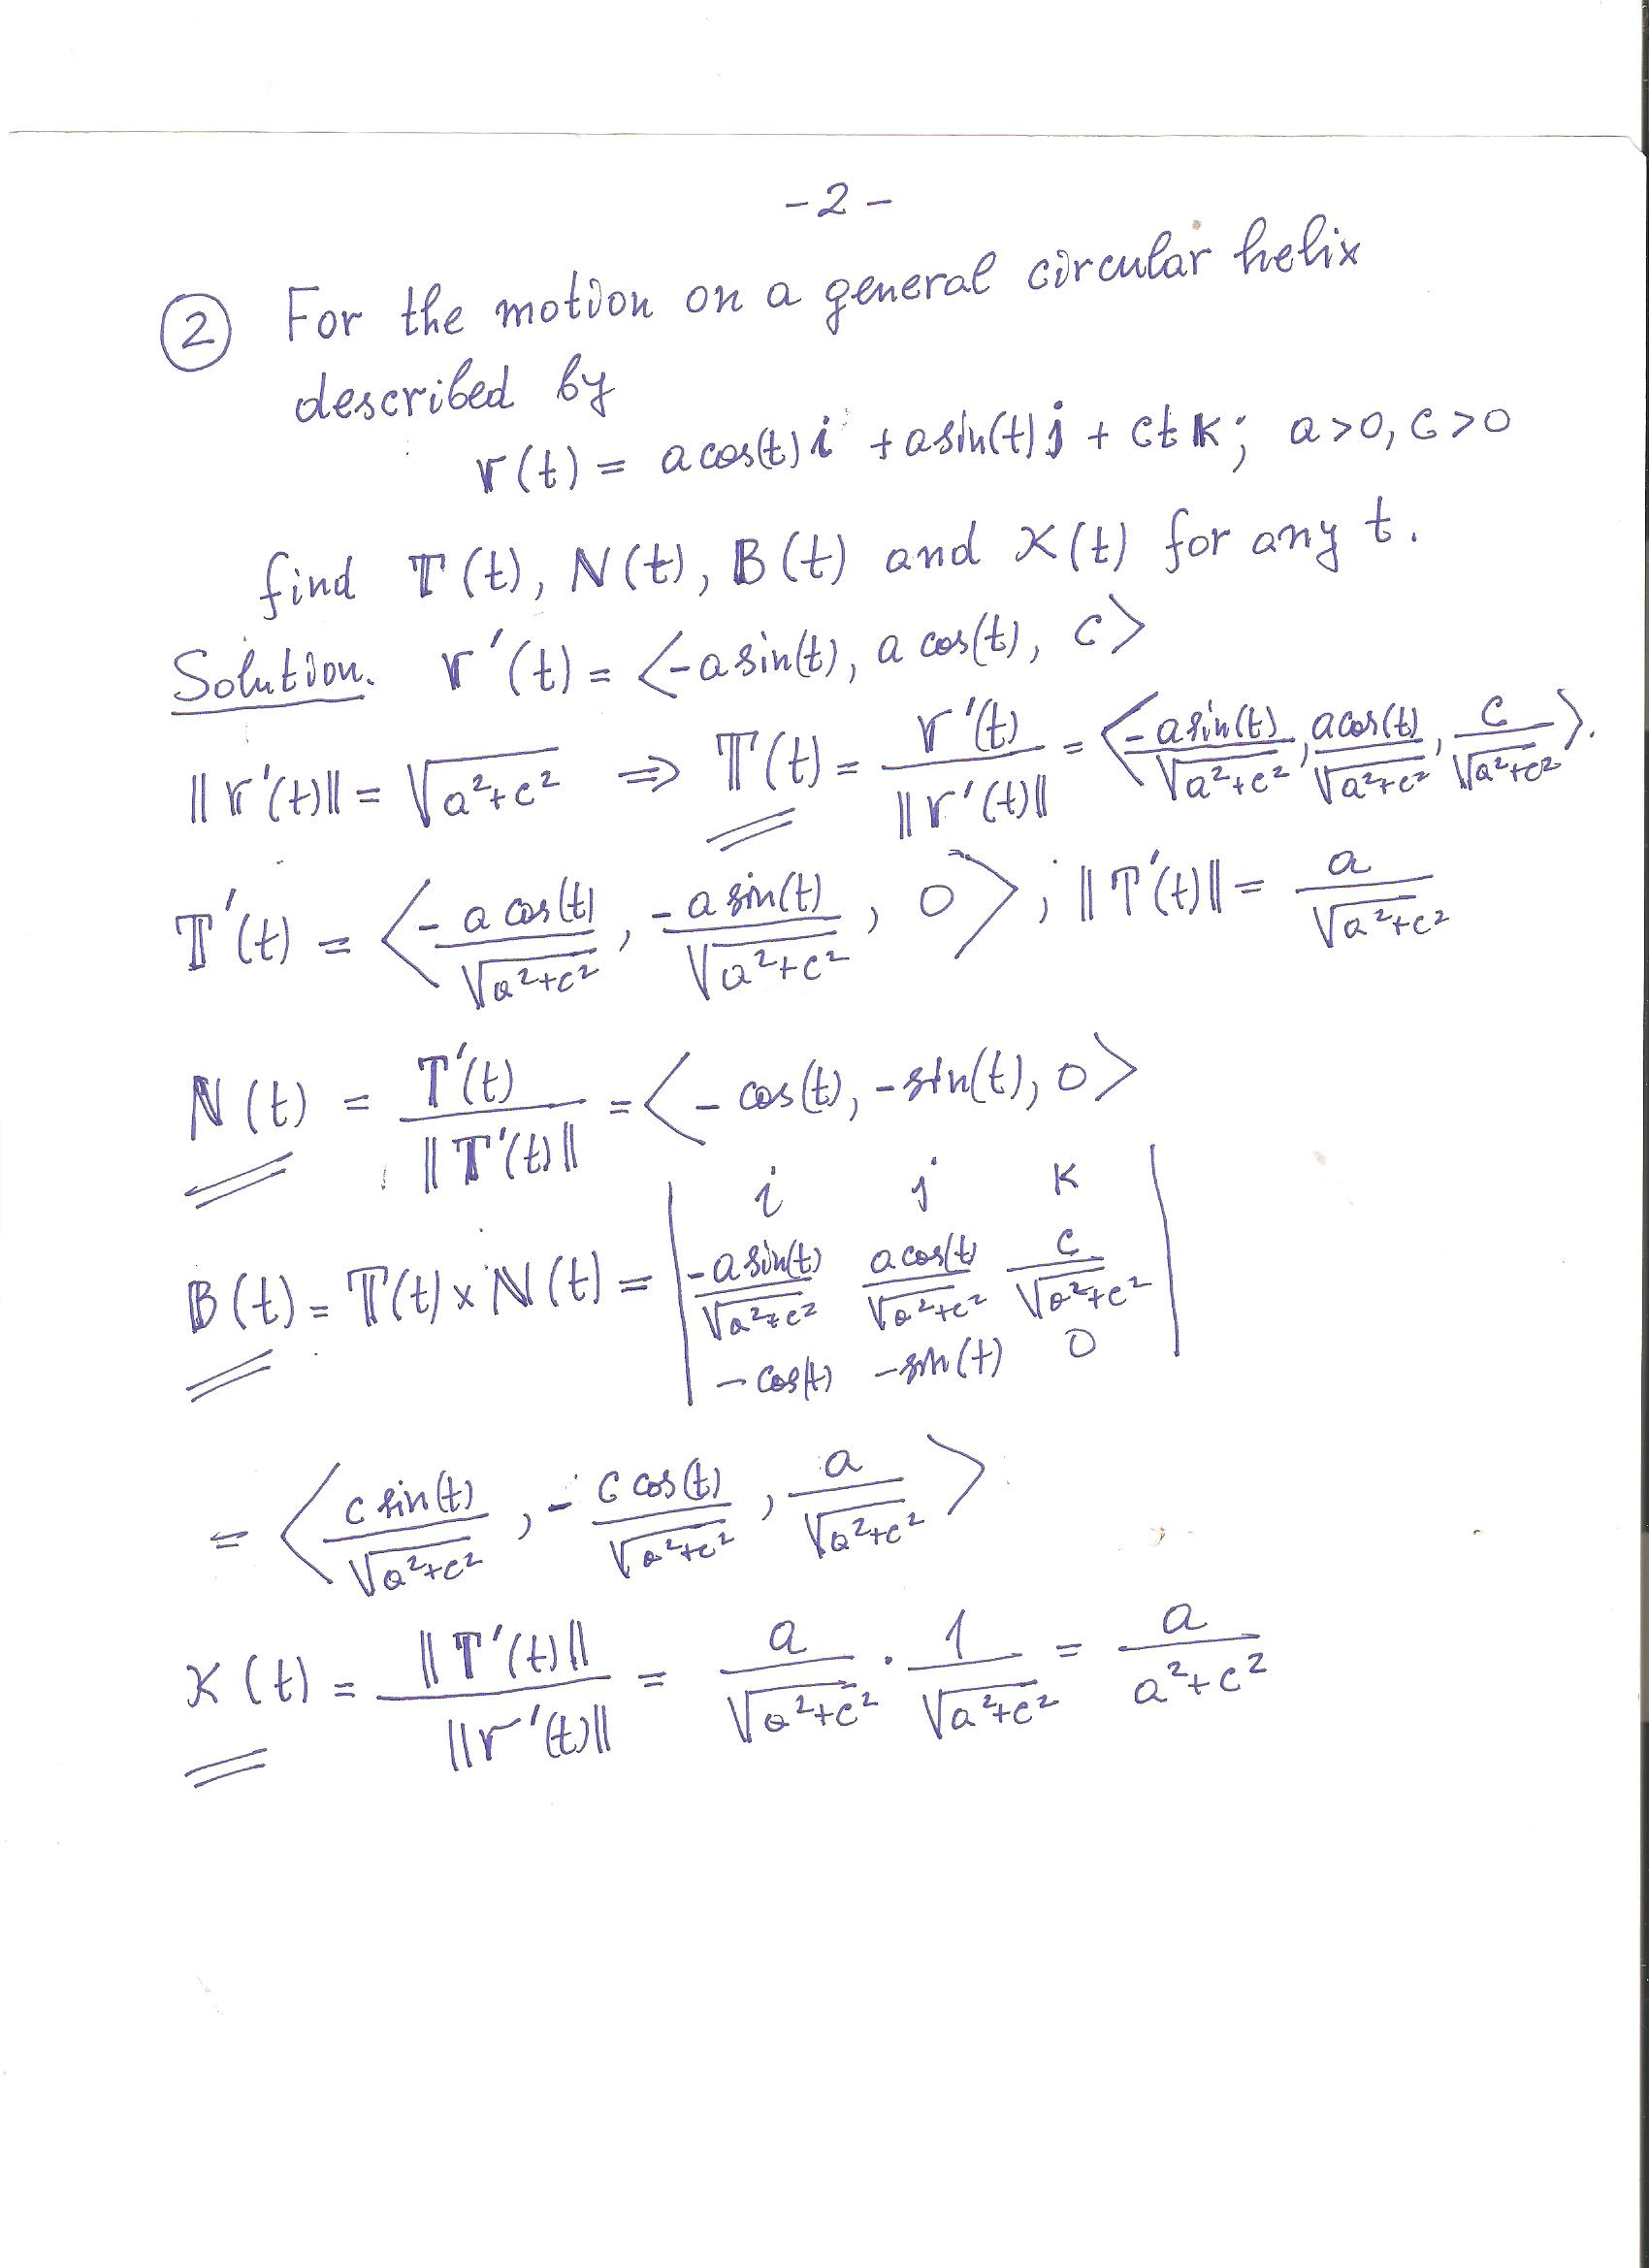 -2-
② For the motion on a general circular helix
described by
r(t) = a cos(t) i + a sin(t) j + ct k; a>0, c>0
find T(t), N(t), B(t) and κ(t) for any t.
Solution. r'(t) = <-a sin(t), a cos(t), c>
||r'(t)|| = √(a²+c²) ⇒ T(t) = r'(t)/||r'(t)|| = <-a sin(t)/√(a²+c²), a cos(t)/√(a²+c²), c/√(a²+c²)>.
T'(t) = <-a cos(t)/√(a²+c²), -a sin(t)/√(a²+c²), 0>; ||T'(t)|| = a/√(a²+c²)
N(t) = T'(t)/||T'(t)|| = <-cos(t), -sin(t), 0>
B(t) = T(t) × N(t) = | i j k
-a sin(t)/√(a²+c²) a cos(t)/√(a²+c²) c/√(a²+c²)
-cos(t) -sin(t) 0 |
= <c sin(t)/√(a²+c²), -c cos(t)/√(a²+c²), a/√(a²+c²)>
κ(t) = ||T'(t)||/||r'(t)|| = a/√(a²+c²) · 1/√(a²+c²) = a/(a²+c²)